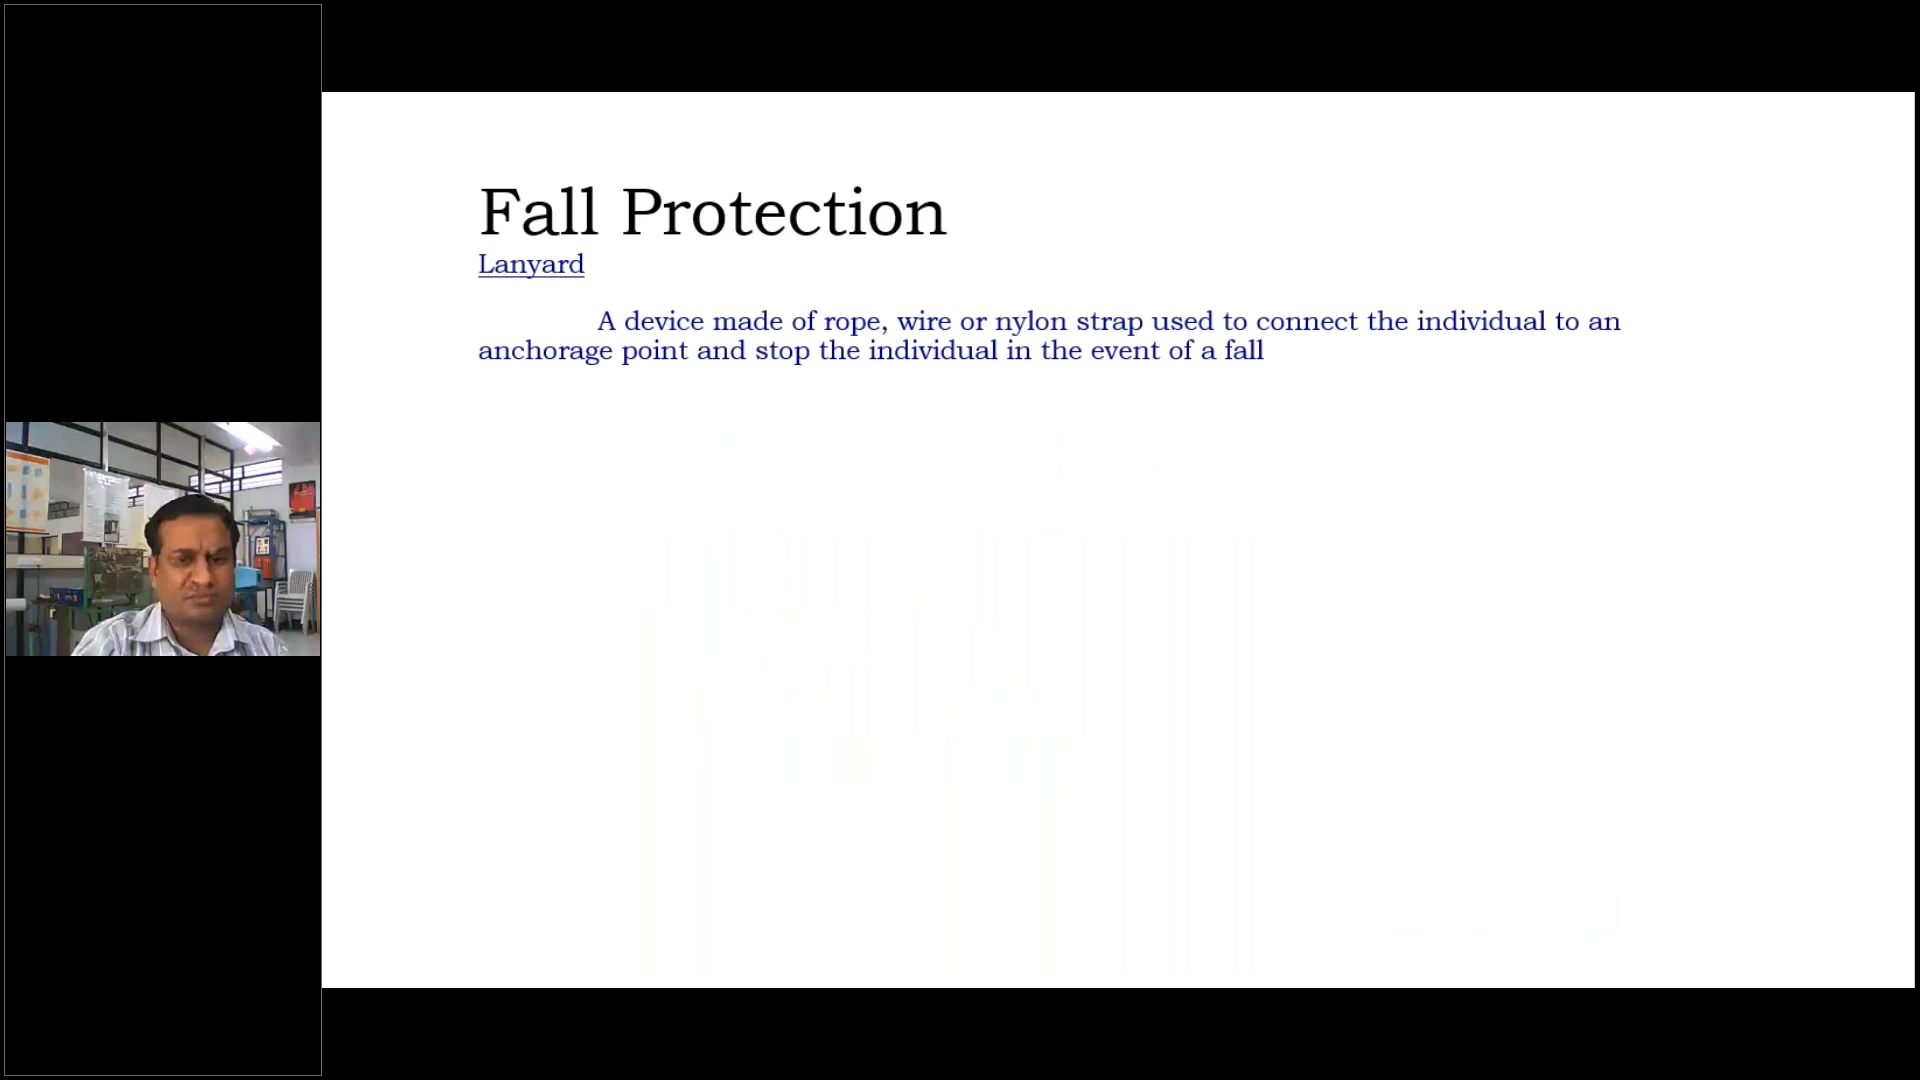 Fall Protection
Lanyard
A device made of rope, wire or nylon strap used to connect the individual to an
anchorage point and stop the individual in the event of a fall